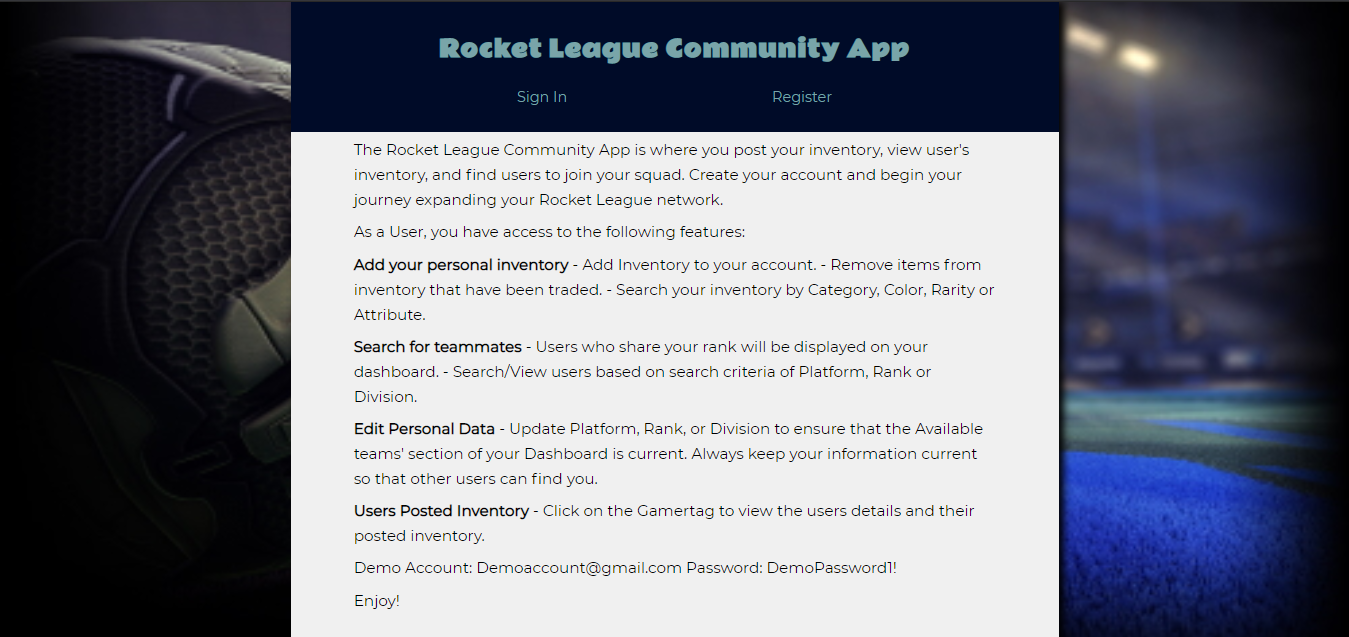 Rocket League Community App
Sign In
Register
The Rocket League Community App is where you post your inventory, view user's
inventory, and find users to join your squad. Create your account and begin your
journey expanding your Rocket League network.
As a User, you have access to the following features:
Add your personal inventory - Add Inventory to your account. - Remove items from
inventory that have been traded. - Search your inventory by Category, Color, Rarity or
Attribute.
Search for teammates - Users who share your rank will be displayed on your
dashboard. - Search/View users based on search criteria of Platform, Rank or
Division.
Edit Personal Data - Update Platform, Rank, or Division to ensure that the Available
teams' section of your Dashboard is current. Always keep your information current
so that other users can find you.
Users Posted Inventory - Click on the Gamertag to view the users details and their
posted inventory.
Demo Account: Demoaccount@gmail.com Password: DemoPassword1!
Enjoy!